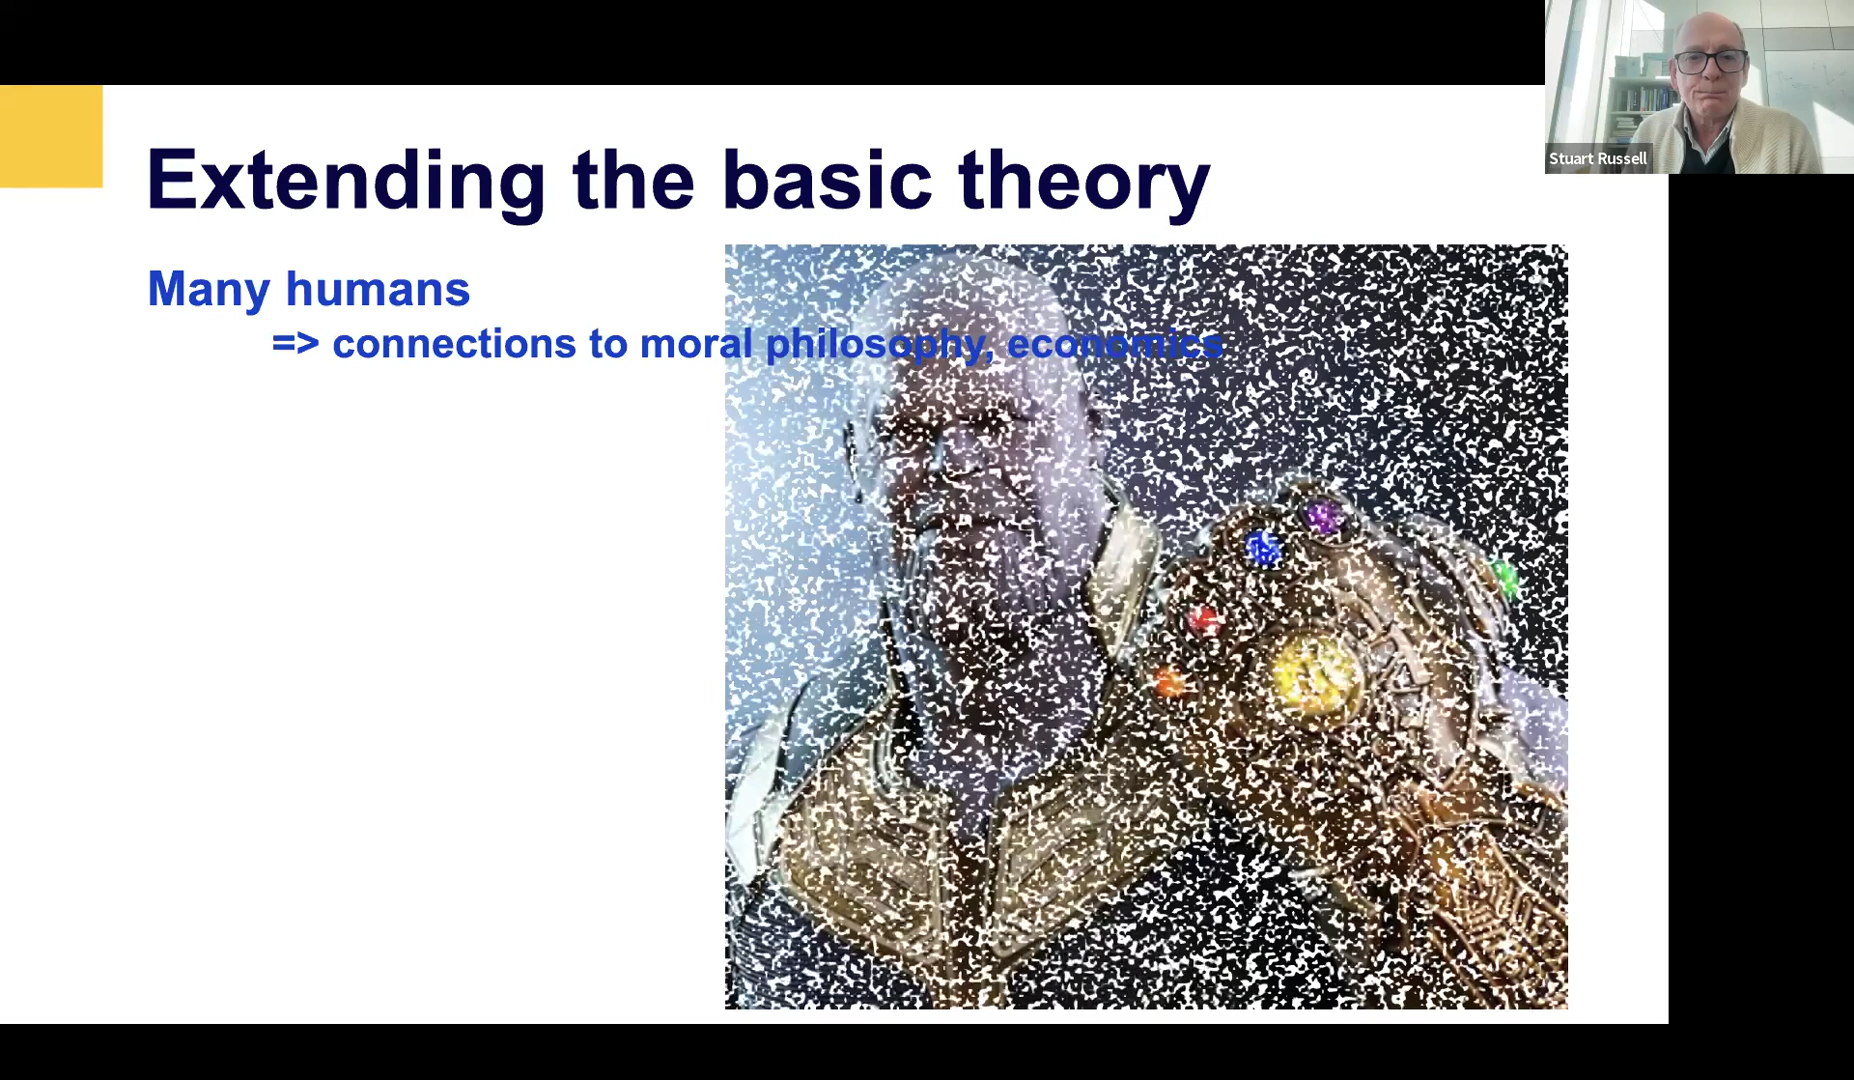 Stuart Russell
Extending the basic theory
Many humans
=> connections to moral philosophy, economics